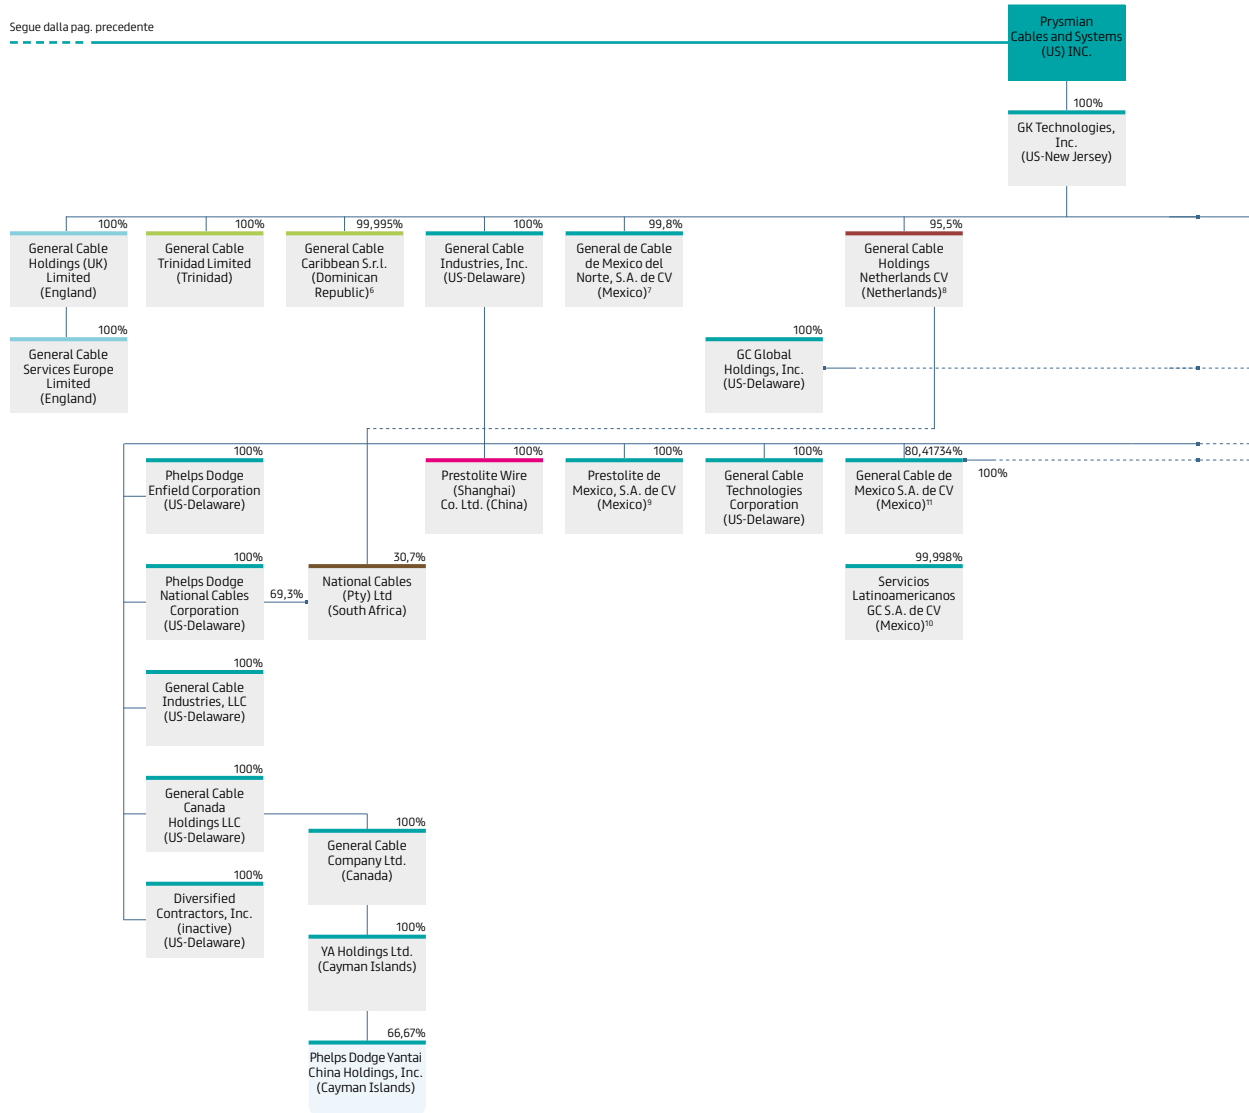 Segue dalla pag. precedente
Prysmian
Cables and Systems
(US) INC.
100%
GK Technologies,
Inc.
(US-New Jersey)
100%
General Cable
Holdings (UK)
Limited
(England)
100%
General Cable
Trinidad Limited
(Trinidad)
99,995%
General Cable
Caribbean S.r.l.
(Dominican
Republic)⁶
100%
General Cable
Industries, Inc.
(US-Delaware)
99,8%
General de Cable
de Mexico del
Norte, S.A. de CV
(Mexico)⁷
95,5%
General Cable
Holdings
Netherlands CV
(Netherlands)⁸
100%
General Cable
Services Europe
Limited
(England)
100%
GC Global
Holdings, Inc.
(US-Delaware)
100%
Phelps Dodge
Enfield Corporation
(US-Delaware)
100%
Prestolite Wire
(Shanghai)
Co. Ltd. (China)
100%
Prestolite de
Mexico, S.A. de CV
(Mexico)⁹
100%
General Cable
Technologies
Corporation
(US-Delaware)
80,41734%
General Cable de
Mexico S.A. de CV
(Mexico)¹¹
100%
100%
Phelps Dodge
National Cables
Corporation
(US-Delaware)
69,3%
30,7%
National Cables
(Pty) Ltd
(South Africa)
99,998%
Servicios
Latinoamericanos
GC S.A. de CV
(Mexico)¹⁰
100%
General Cable
Industries, LLC
(US-Delaware)
100%
General Cable
Canada
Holdings LLC
(US-Delaware)
100%
General Cable
Company Ltd.
(Canada)
100%
Diversified
Contractors, Inc.
(inactive)
(US-Delaware)
100%
YA Holdings Ltd.
(Cayman Islands)
66,67%
Phelps Dodge Yantai
China Holdings, Inc.
(Cayman Islands)